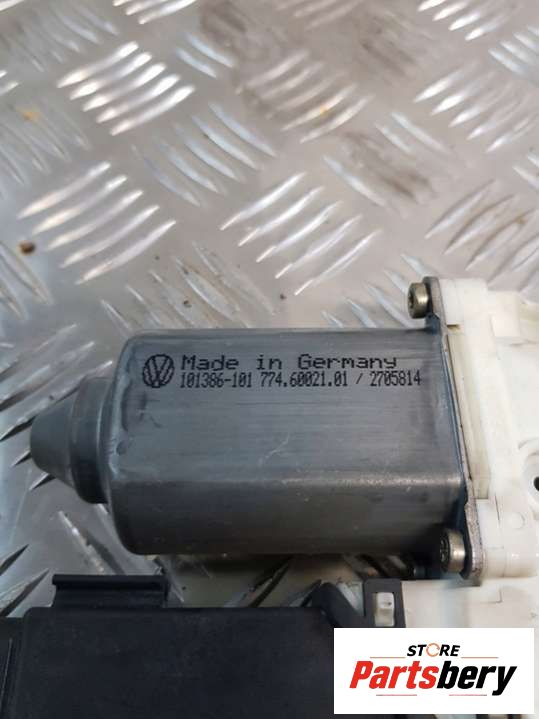 Made in Germany
101386-101 774.60021.01 / 2705814
STORE
Partsbery